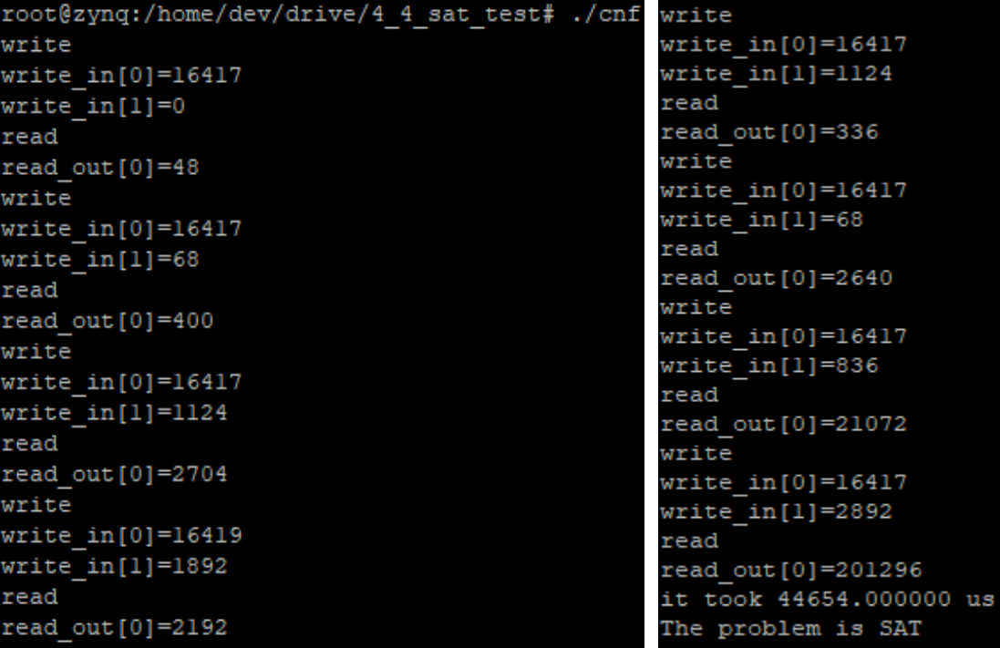 root@zynq:/home/dev/drive/4_4_sat_test# ./cnf
write
write_in[0]=16417
write_in[1]=0
read
read_out[0]=48
write
write_in[0]=16417
write_in[1]=68
read
read_out[0]=400
write
write_in[0]=16417
write_in[1]=1124
read
read_out[0]=2704
write
write_in[0]=16419
write_in[1]=1892
read
read_out[0]=2192
write
write_in[0]=16417
write_in[1]=1124
read
read_out[0]=336
write
write_in[0]=16417
write_in[1]=68
read
read_out[0]=2640
write
write_in[0]=16417
write_in[1]=836
read
read_out[0]=21072
write
write_in[0]=16417
write_in[1]=2892
read
read_out[0]=201296
it took 44654.000000 us
The problem is SAT